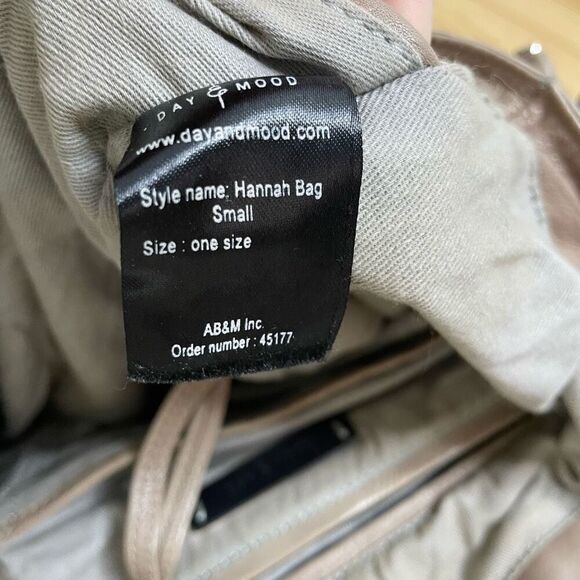 DAY & MOOD
www.dayandmood.com
Style name: Hannah Bag
Small
Size : one size
AB&M Inc.
Order number : 45177